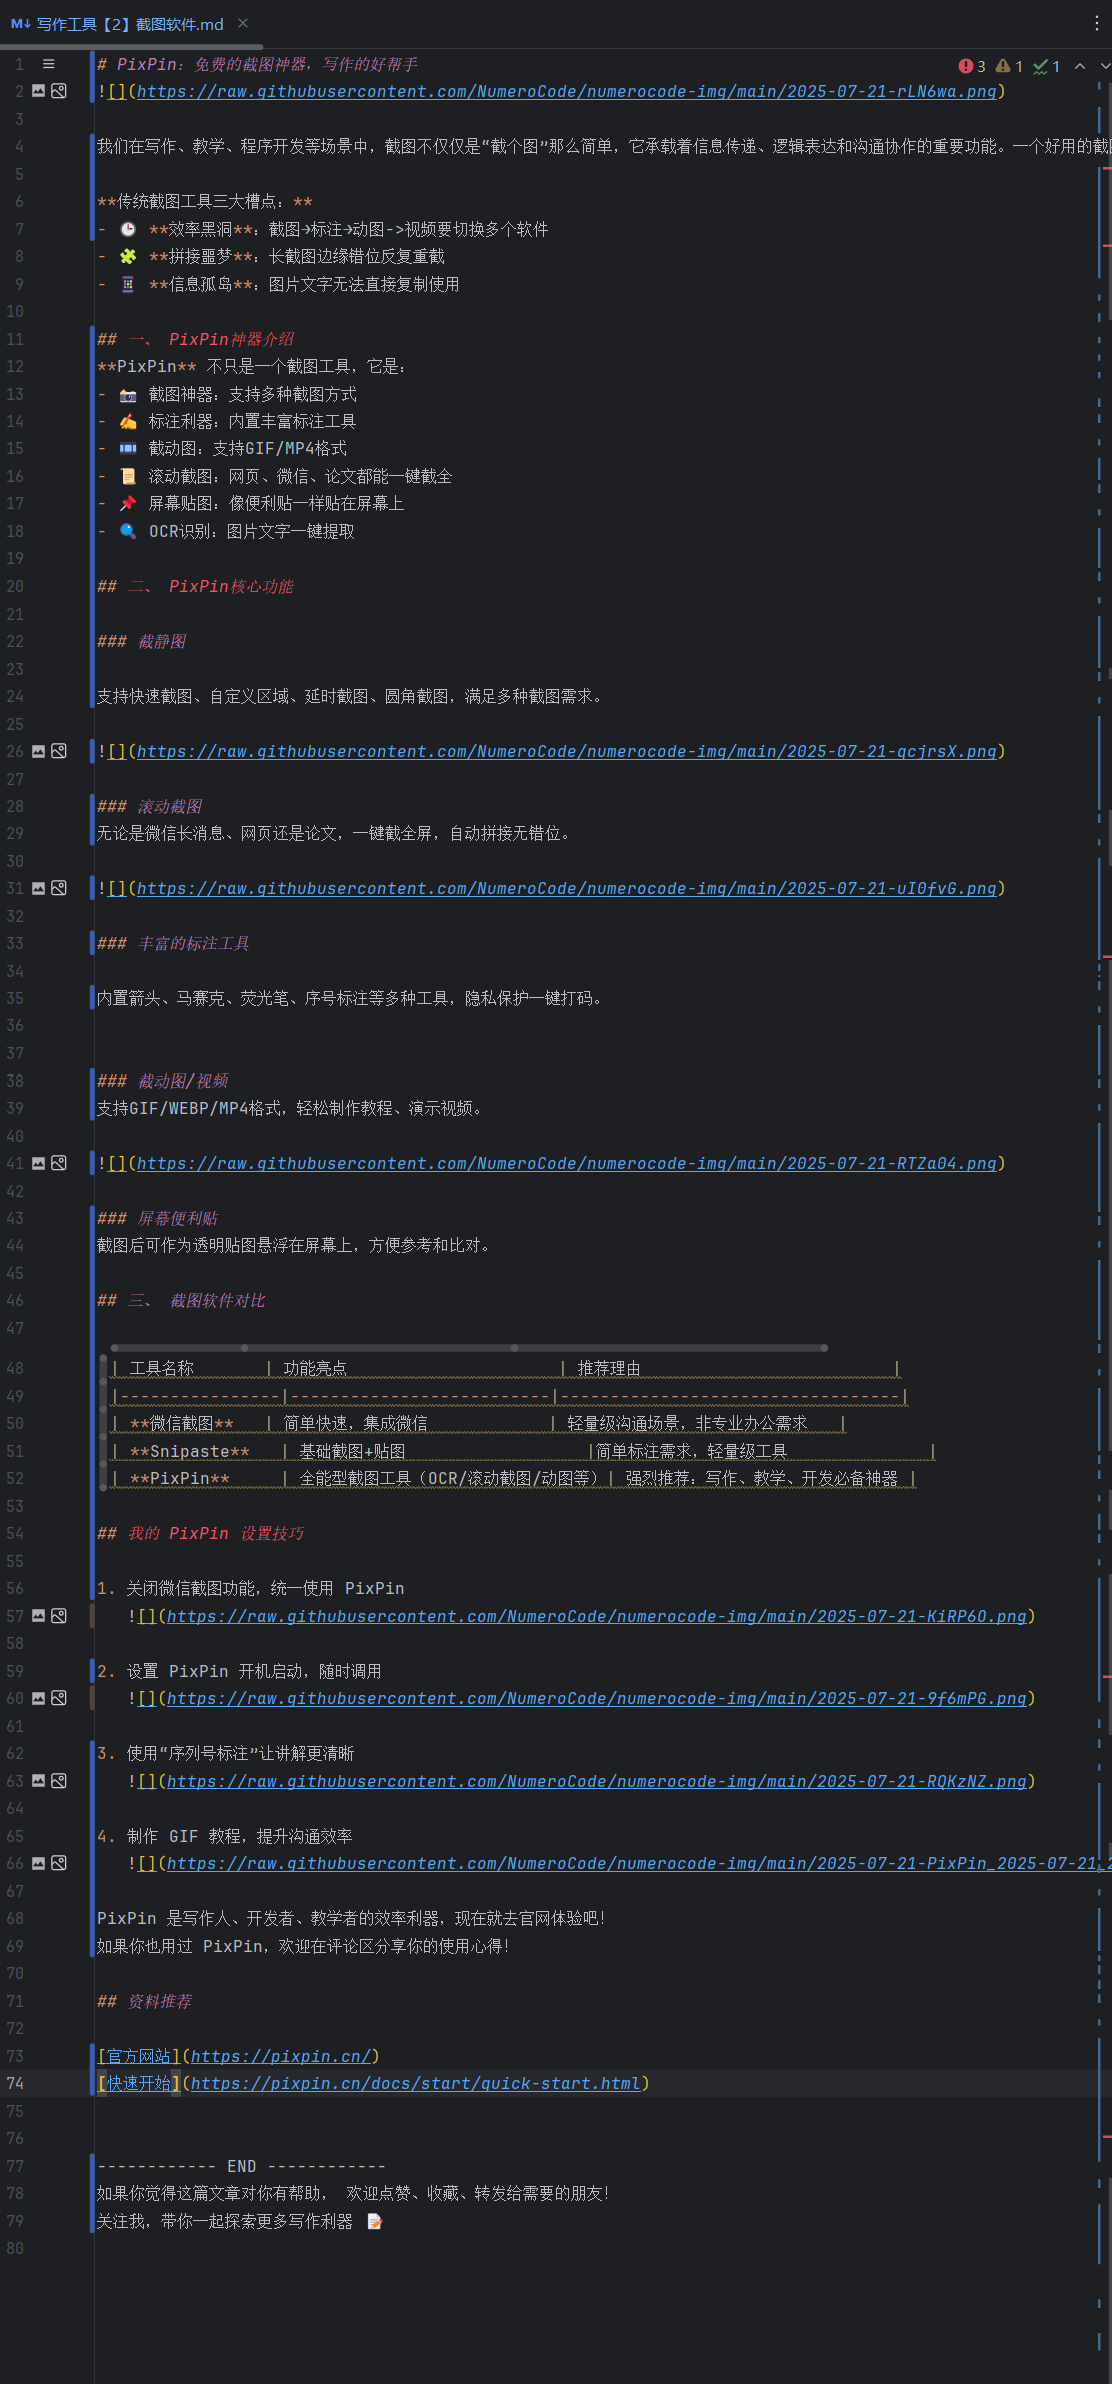 写作工具【2】截图软件.md
3 1 1
1 # PixPin：免费的截图神器，写作的好帮手
2 ![](https://raw.githubusercontent.com/NumeroCode/numerocode-img/main/2025-07-21-rLN6wa.png)
3
4 我们在写作、教学、程序开发等场景中，截图不仅仅是“截个图”那么简单，它承载着信息传递、逻辑表达和沟通协作的重要功能。一个好用的截
5
6 **传统截图工具三大槽点：**
7 - 🕒 **效率黑洞**：截图→标注→动图->视频要切换多个软件
8 - 🧩 **拼接噩梦**：长截图边缘错位反复重截
9 - 🧵 **信息孤岛**：图片文字无法直接复制使用
10
11 ## 一、 PixPin神器介绍
12 **PixPin** 不只是一个截图工具，它是：
13 - 📷 截图神器：支持多种截图方式
14 - ✍️ 标注利器：内置丰富标注工具
15 - 🎞️ 截动图：支持GIF/MP4格式
16 - 📜 滚动截图：网页、微信、论文都能一键截全
17 - 📌 屏幕贴图：像便利贴一样贴在屏幕上
18 - 🔍 OCR识别：图片文字一键提取
19
20 ## 二、 PixPin核心功能
21
22 ### 截静图
23
24 支持快速截图、自定义区域、延时截图、圆角截图，满足多种截图需求。
25
26 ![](https://raw.githubusercontent.com/NumeroCode/numerocode-img/main/2025-07-21-qcjrsX.png)
27
28 ### 滚动截图
29 无论是微信长消息、网页还是论文，一键截全屏，自动拼接无错位。
30
31 ![](https://raw.githubusercontent.com/NumeroCode/numerocode-img/main/2025-07-21-uI0fvG.png)
32
33 ### 丰富的标注工具
34
35 内置箭头、马赛克、荧光笔、序号标注等多种工具，隐私保护一键打码。
36
37
38 ### 截动图/视频
39 支持GIF/WEBP/MP4格式，轻松制作教程、演示视频。
40
41 ![](https://raw.githubusercontent.com/NumeroCode/numerocode-img/main/2025-07-21-RTZa04.png)
42
43 ### 屏幕便利贴
44 截图后可作为透明贴图悬浮在屏幕上，方便参考和比对。
45
46 ## 三、 截图软件对比
47
48 | 工具名称 | 功能亮点 | 推荐理由 |
49 |----------------|--------------------------|----------------------------------|
50 | **微信截图** | 简单快速，集成微信 | 轻量级沟通场景，非专业办公需求 |
51 | **Snipaste** | 基础截图+贴图 |简单标注需求，轻量级工具 |
52 | **PixPin** | 全能型截图工具（OCR/滚动截图/动图等）| 强烈推荐：写作、教学、开发必备神器 |
53
54 ## 我的 PixPin 设置技巧
55
56 1. 关闭微信截图功能，统一使用 PixPin
57 ![](https://raw.githubusercontent.com/NumeroCode/numerocode-img/main/2025-07-21-KiRP6O.png)
58
59 2. 设置 PixPin 开机启动，随时调用
60 ![](https://raw.githubusercontent.com/NumeroCode/numerocode-img/main/2025-07-21-9f6mPG.png)
61
62 3. 使用“序列号标注”让讲解更清晰
63 ![](https://raw.githubusercontent.com/NumeroCode/numerocode-img/main/2025-07-21-RQKzNZ.png)
64
65 4. 制作 GIF 教程，提升沟通效率
66 ![](https://raw.githubusercontent.com/NumeroCode/numerocode-img/main/2025-07-21-PixPin_2025-07-21_2
67
68 PixPin 是写作人、开发者、教学者的效率利器，现在就去官网体验吧！
69 如果你也用过 PixPin，欢迎在评论区分享你的使用心得！
70
71 ## 资料推荐
72
73 [官方网站](https://pixpin.cn/)
74 [快速开始](https://pixpin.cn/docs/start/quick-start.html)
75
76
77 ------------ END ------------
78 如果你觉得这篇文章对你有帮助， 欢迎点赞、收藏、转发给需要的朋友！
79 关注我，带你一起探索更多写作利器 📝
80